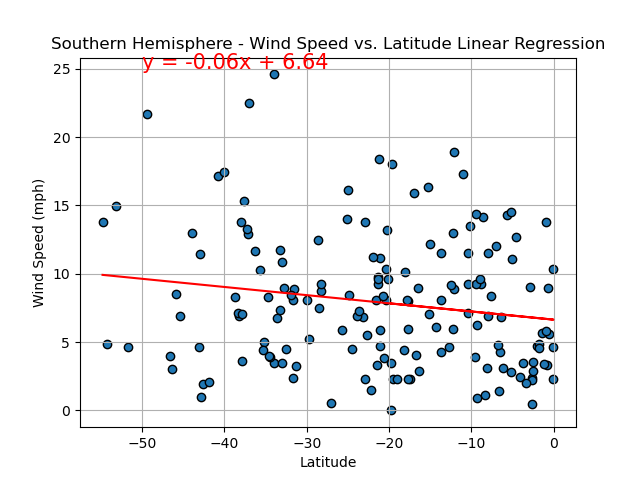 Southern Hemisphere - Wind Speed vs. Latitude Linear Regression
y = -0.06x + 6.64
25
20
15
10
5
0
Wind Speed (mph)
−50 −40 −30 −20 −10 0
Latitude